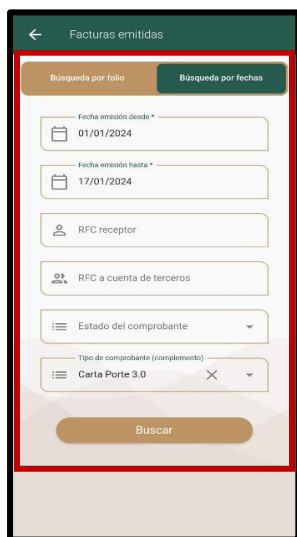 Facturas emitidas
Búsqueda por folio
Búsqueda por fechas
Fecha emisión desde *
01/01/2024
Fecha emisión hasta *
17/01/2024
RFC receptor
RFC a cuenta de terceros
Estado del comprobante
Tipo de comprobante (complemento)
Carta Porte 3.0
Buscar